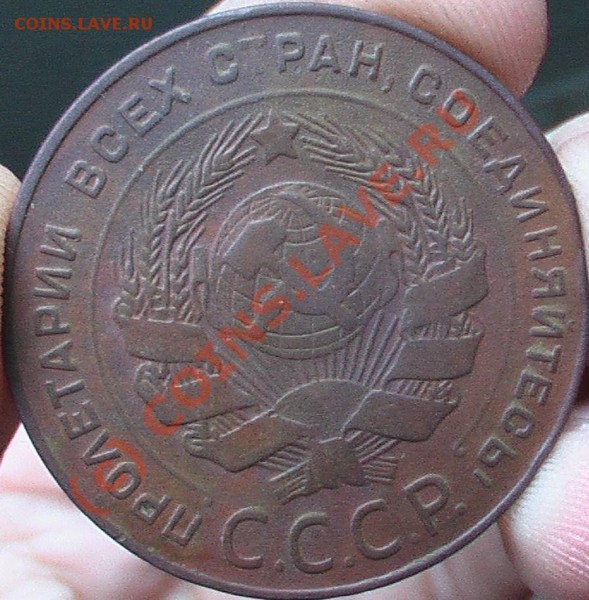 COINS.LAVE.RU
ПРОЛЕТАРИИ ВСЕХ СТРАН, СОЕДИНЯЙТЕСЬ!
С.С.С.Р.
COINS.LAVE.RU